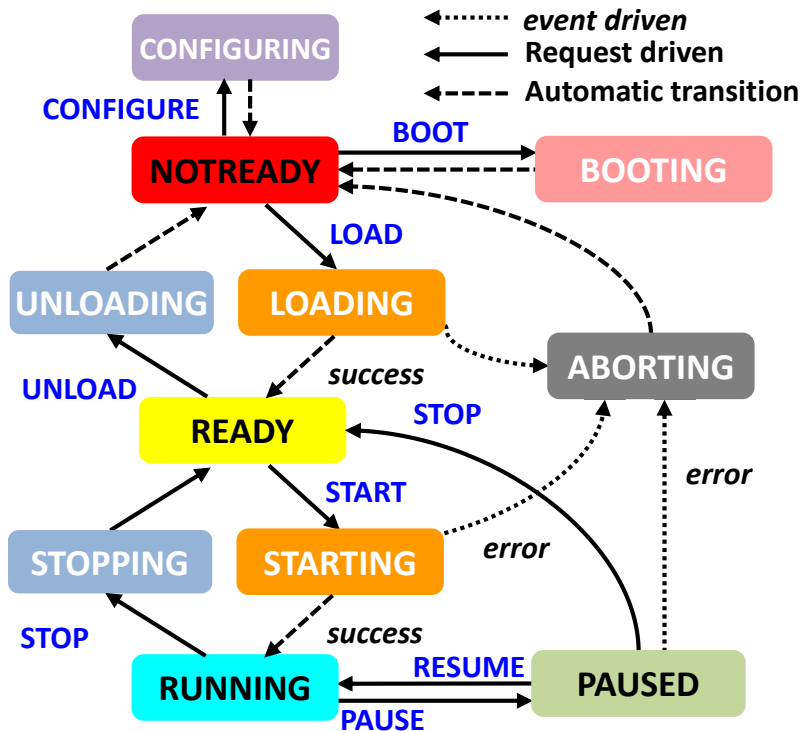 event driven
CONFIGURING
Request driven
CONFIGURE
Automatic transition
BOOT
NOTREADY
BOOTING
LOAD
UNLOADING
LOADING
ABORTING
success
UNLOAD
STOP
READY
error
START
STOPPING
STARTING
error
STOP
success
RESUME
RUNNING
PAUSED
PAUSE